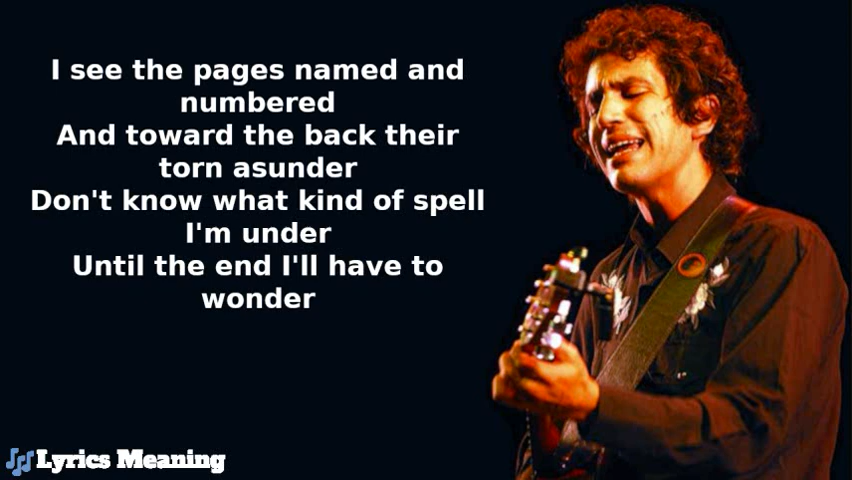 I see the pages named and
numbered
And toward the back their
torn asunder
Don't know what kind of spell
I'm under
Until the end I'll have to
wonder
Lyrics Meaning